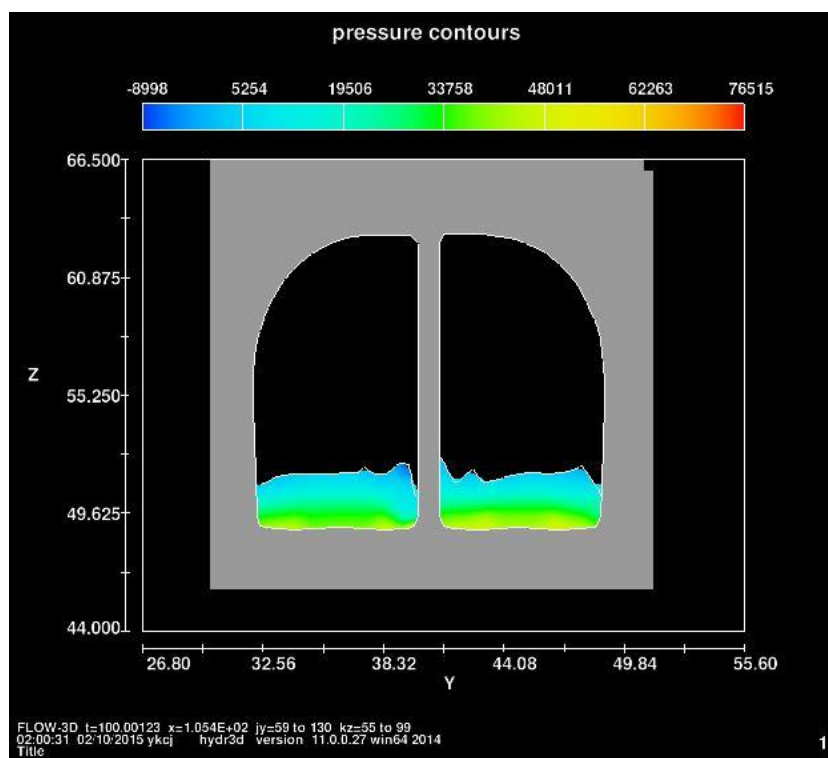 pressure contours
-8998 5254 19506 33758 48011 62263 76515
66.500
60.875
Z
55.250
49.625
44.000
26.80 32.56 38.32 44.08 49.84 55.60
Y
FLOW-3D t=100.00123 x=1.054E+02 jy=59 to 130 kz=55 to 99
02:00:31 02/10/2015 ykcj hydr3d version 11.0.0.27 win64 2014
Title
1